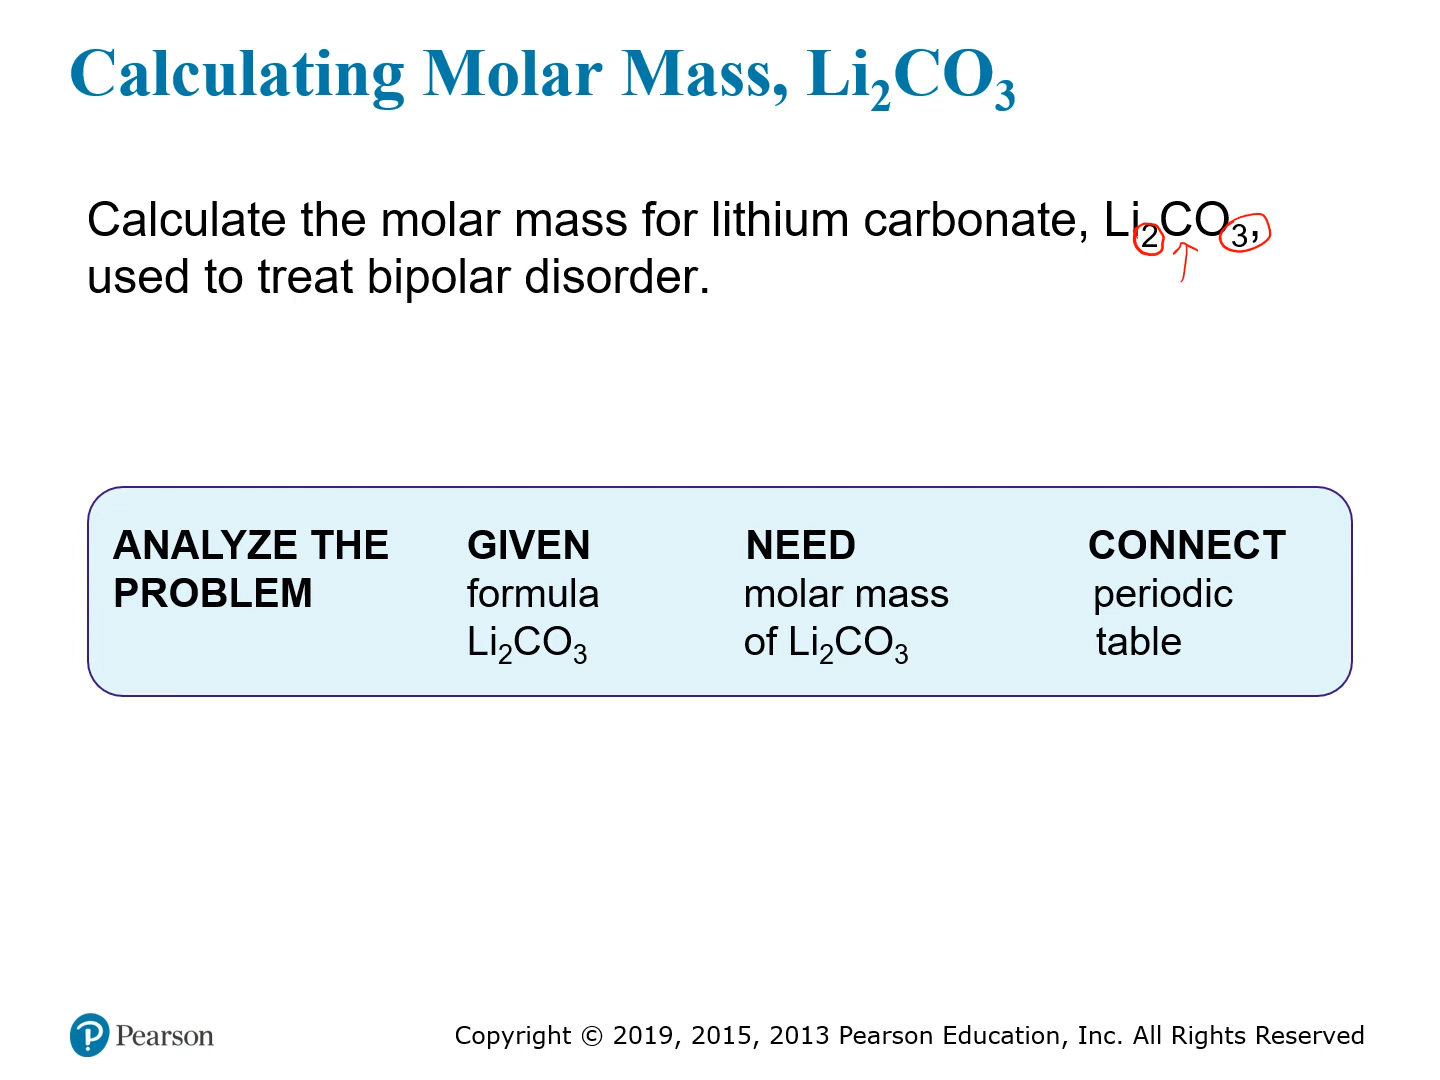 Calculating Molar Mass, Li₂CO₃
Calculate the molar mass for lithium carbonate, Li₂CO₃,
used to treat bipolar disorder.
ANALYZE THE PROBLEM
GIVEN
formula
Li₂CO₃
NEED
molar mass
of Li₂CO₃
CONNECT
periodic
table
Pearson
Copyright © 2019, 2015, 2013 Pearson Education, Inc. All Rights Reserved